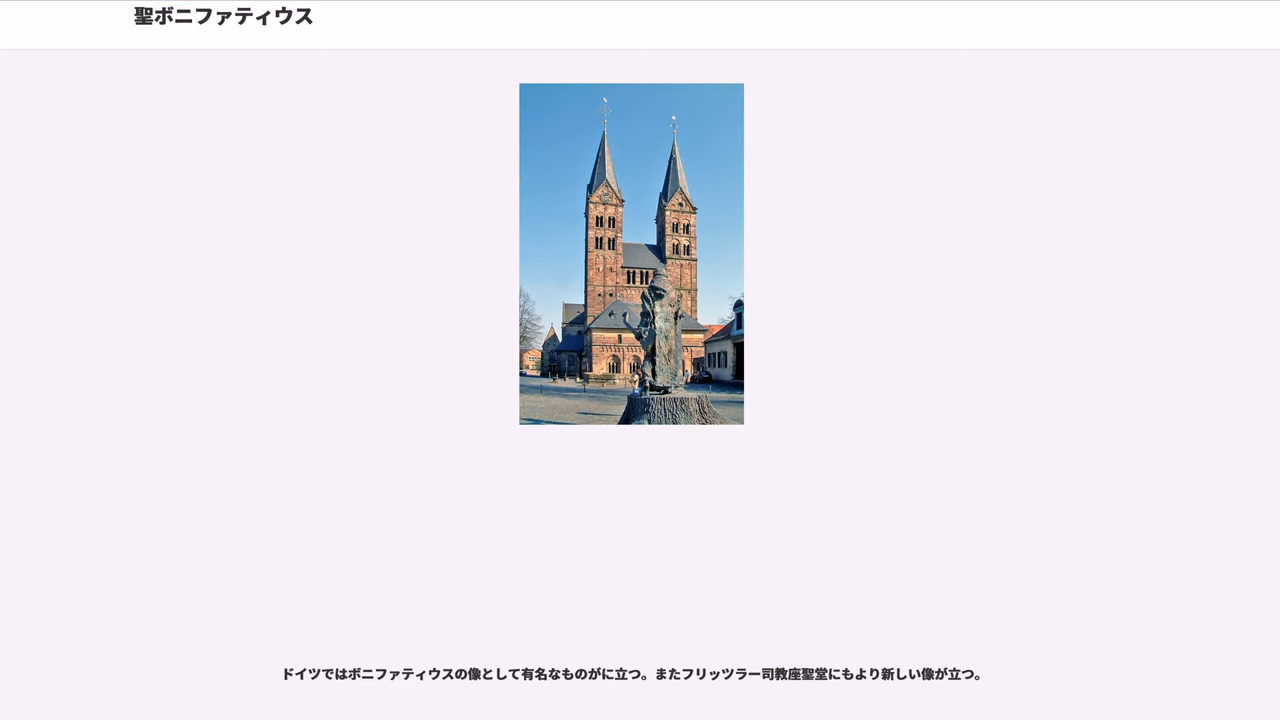 聖ボニファティウス
ドイツではボニファティウスの像として有名なものがに立つ。またフリッツラー司教座聖堂にもより新しい像が立つ。